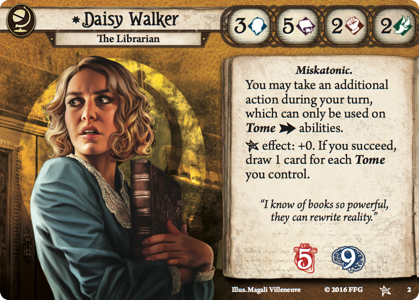 Daisy Walker
The Librarian
3 5 2 2
Miskatonic.
You may take an additional
action during your turn,
which can only be used on
Tome abilities.
effect: +0. If you succeed,
draw 1 card for each Tome
you control.
“I know of books so powerful,
they can rewrite reality.”
5 9
Illus.Magali Villeneuve © 2016 FFG 2